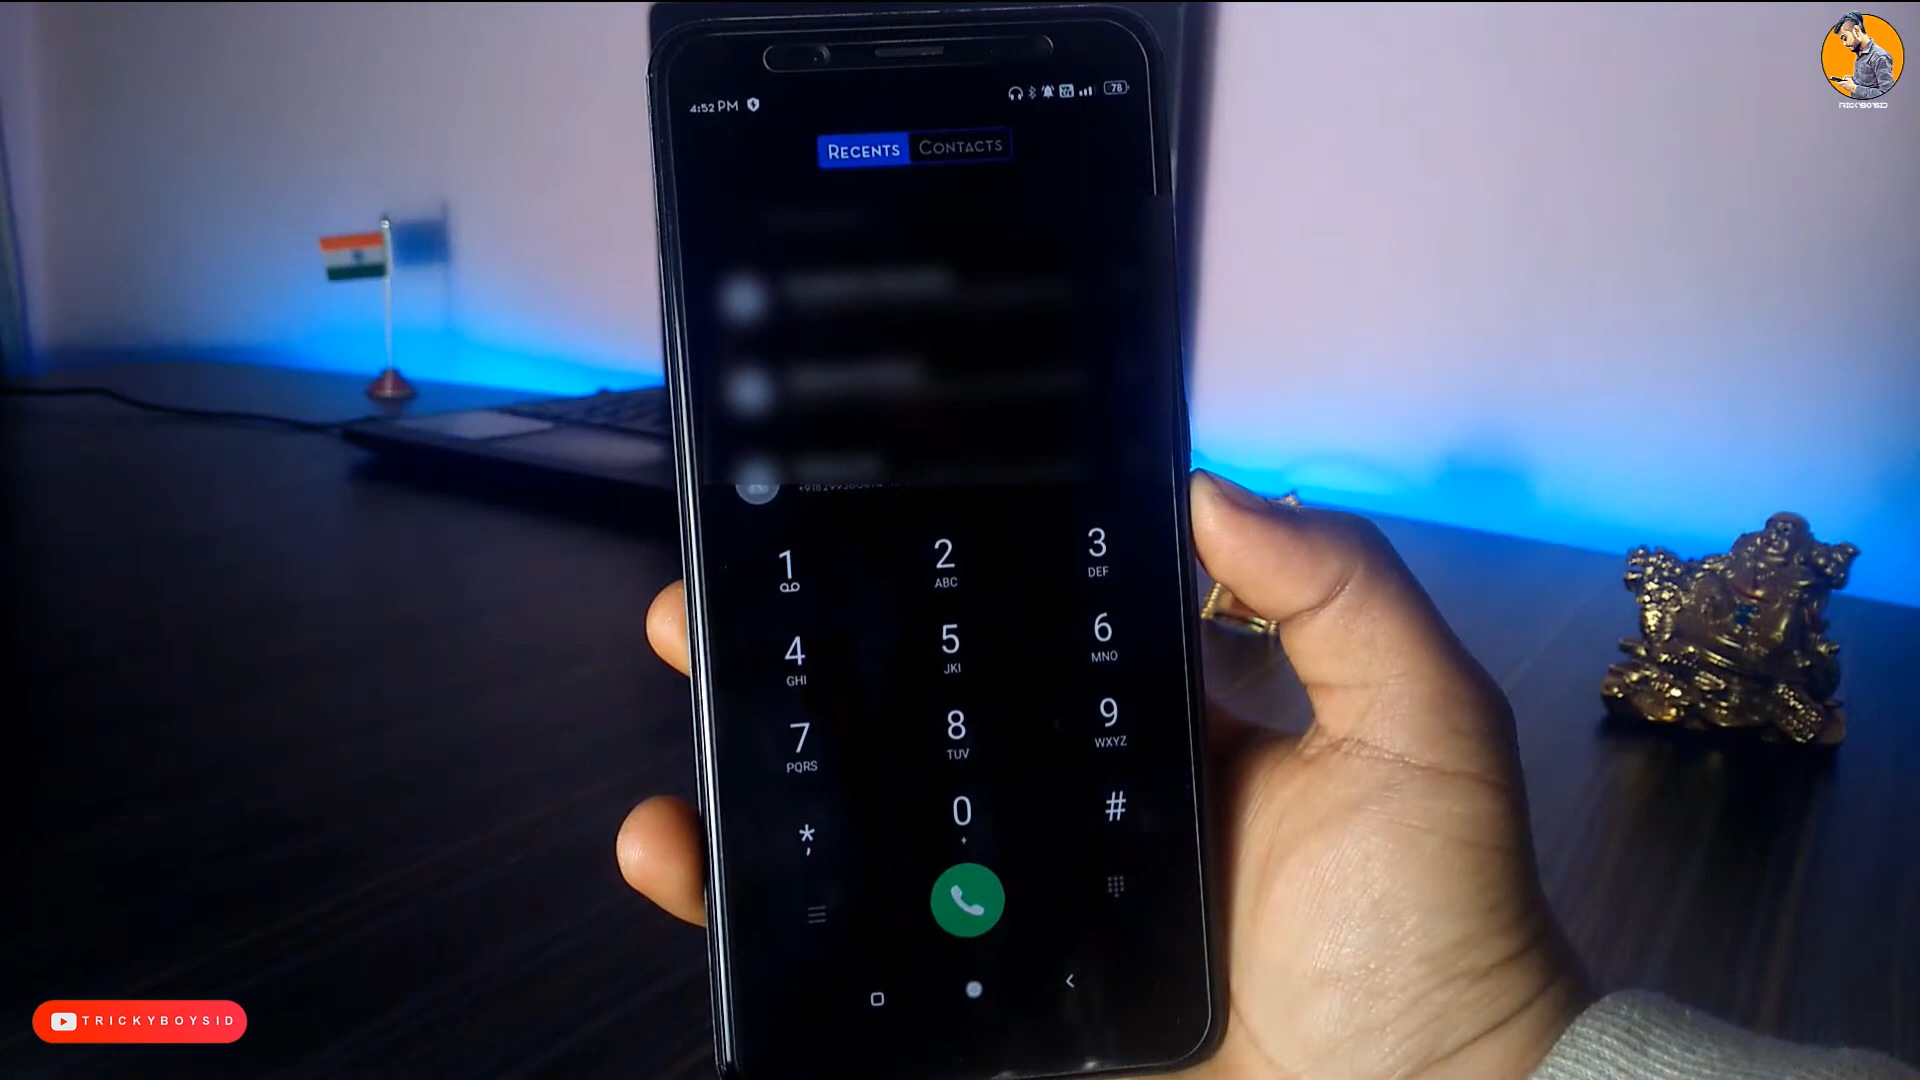 TRICKYBOYSID
4:52 PM
78
RECENTS CONTACTS
1
2
ABC
3
DEF
4
GHI
5
JKL
6
MNO
7
PQRS
8
TUV
9
WXYZ
*
,
0
+
#
TRICKYBOYSID